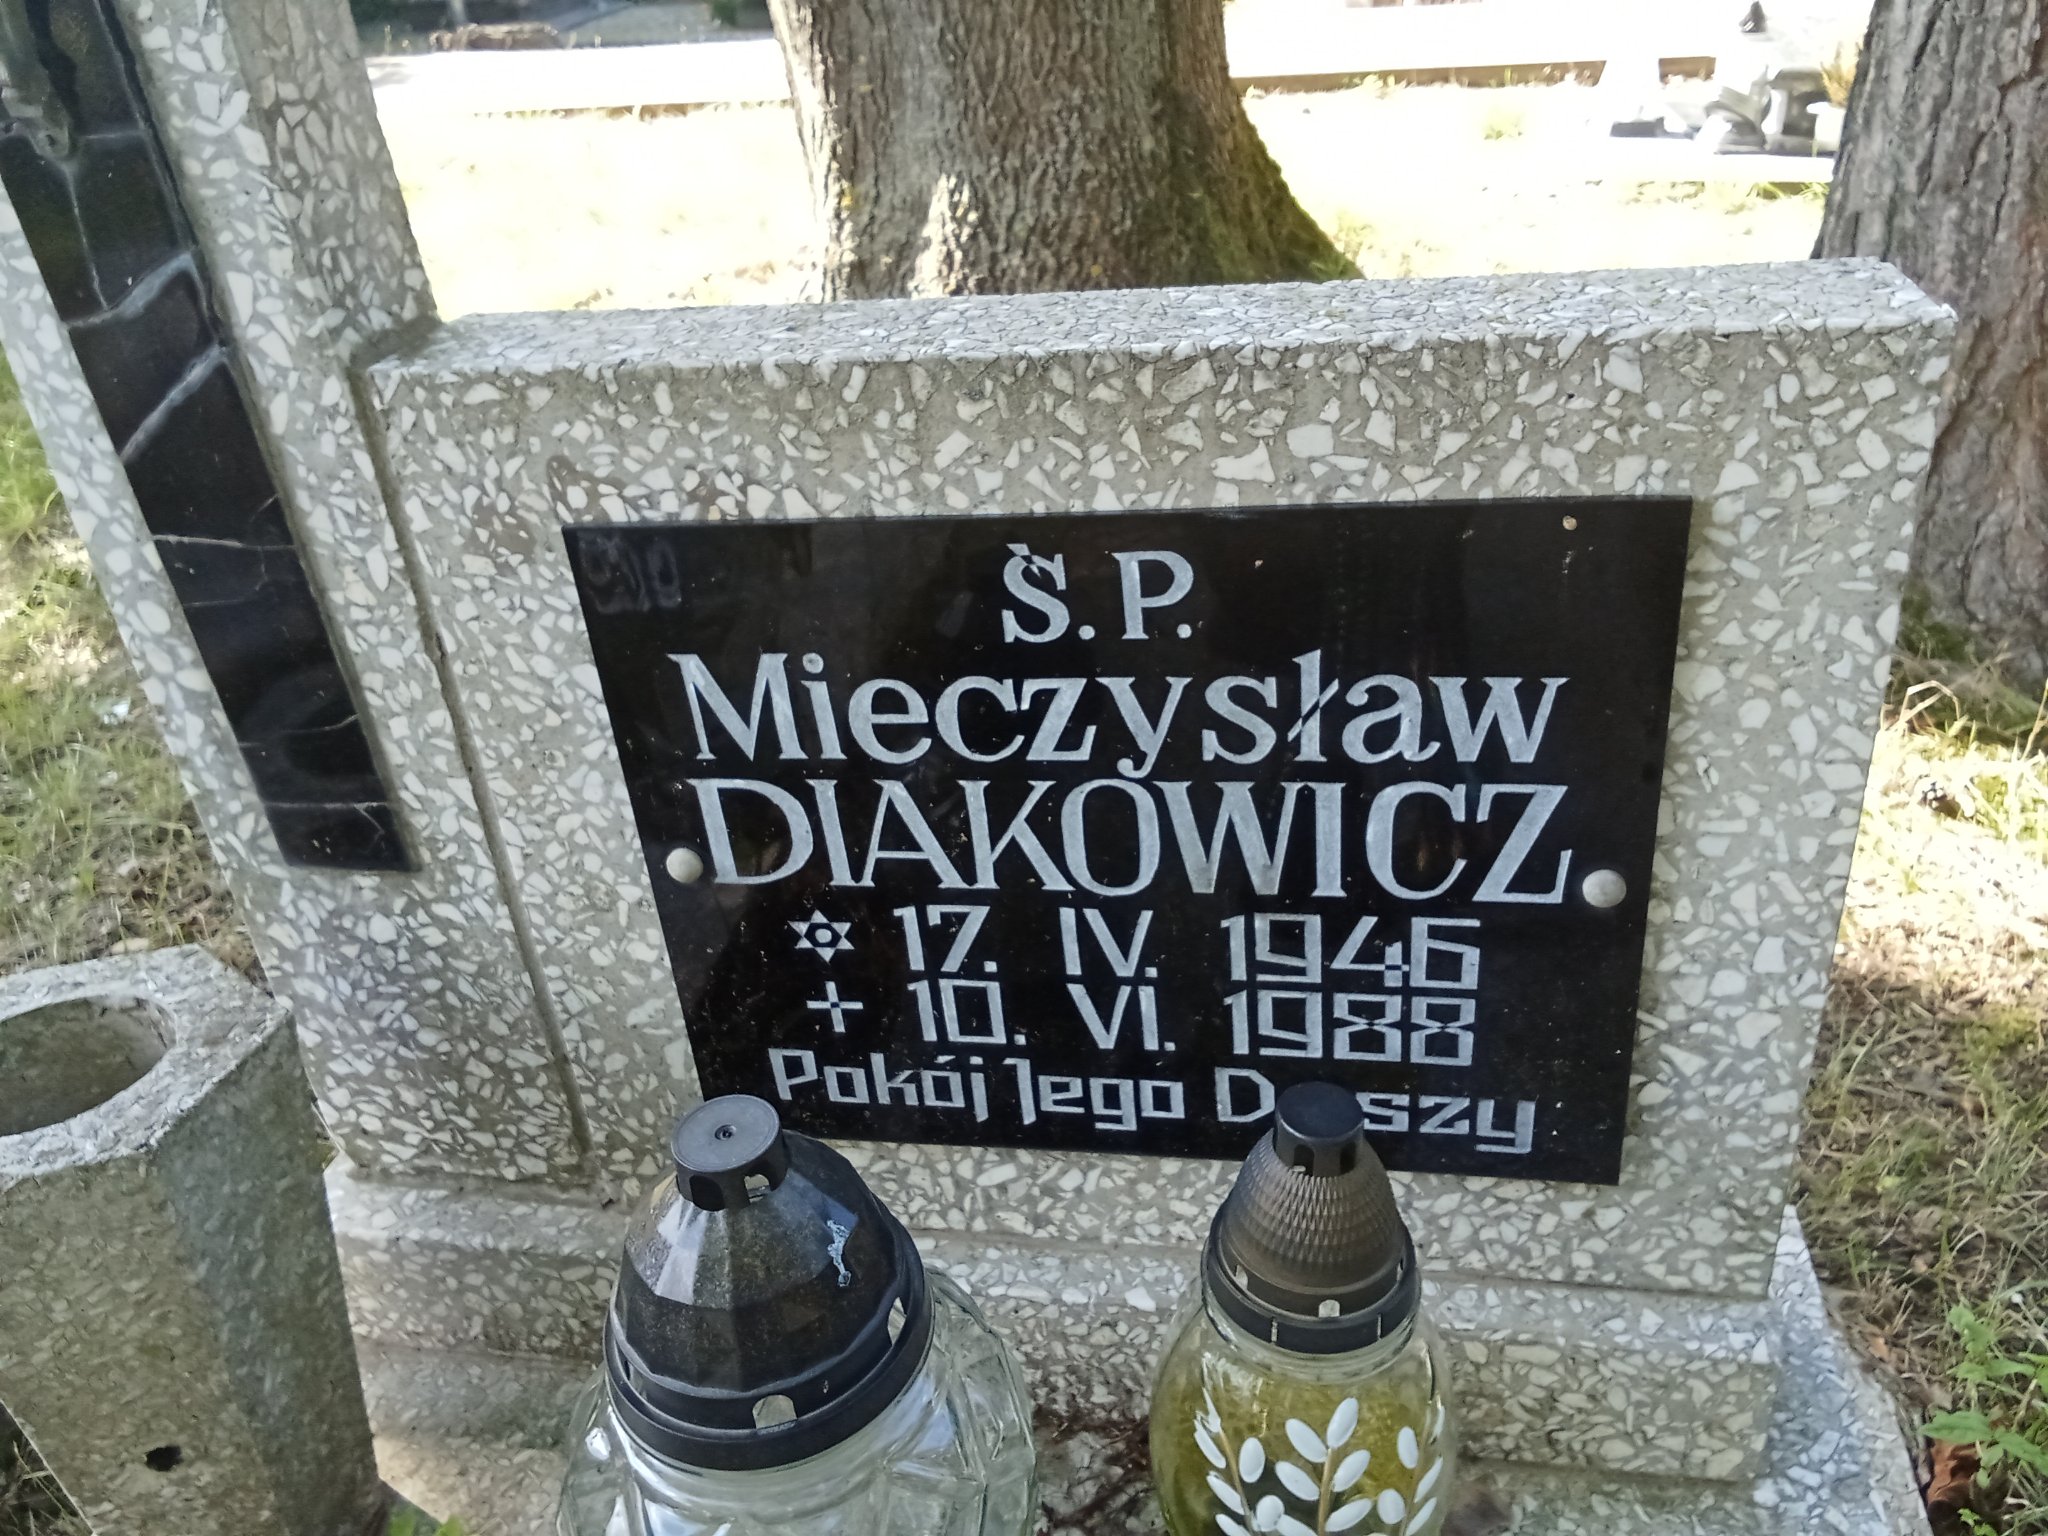 Ś.P.
Mieczysław
DIAKOWICZ
17. IV. 1946
+ 10. VI. 1988
Pokój Jego